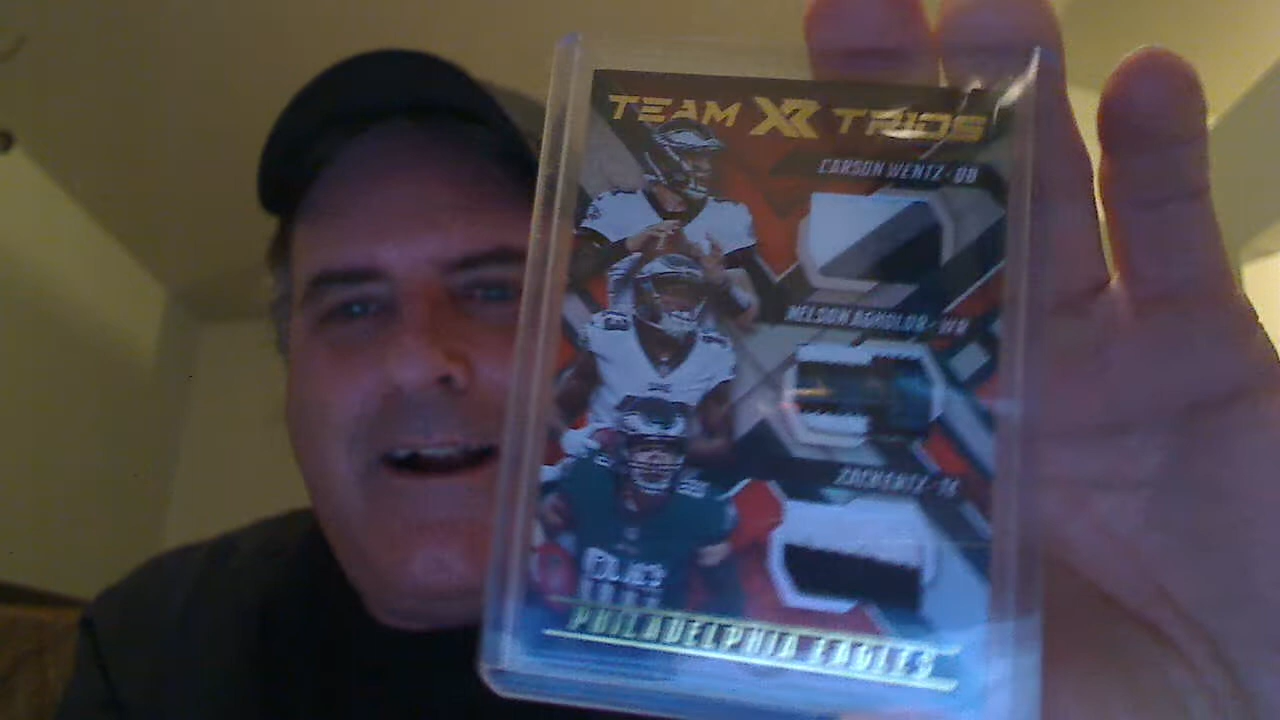 TEAM XR TRIOS
CARSON WENTZ - QB
NELSON AGHOLOR - WR
ZACH ERTZ - TE
PHILADELPHIA EAGLES